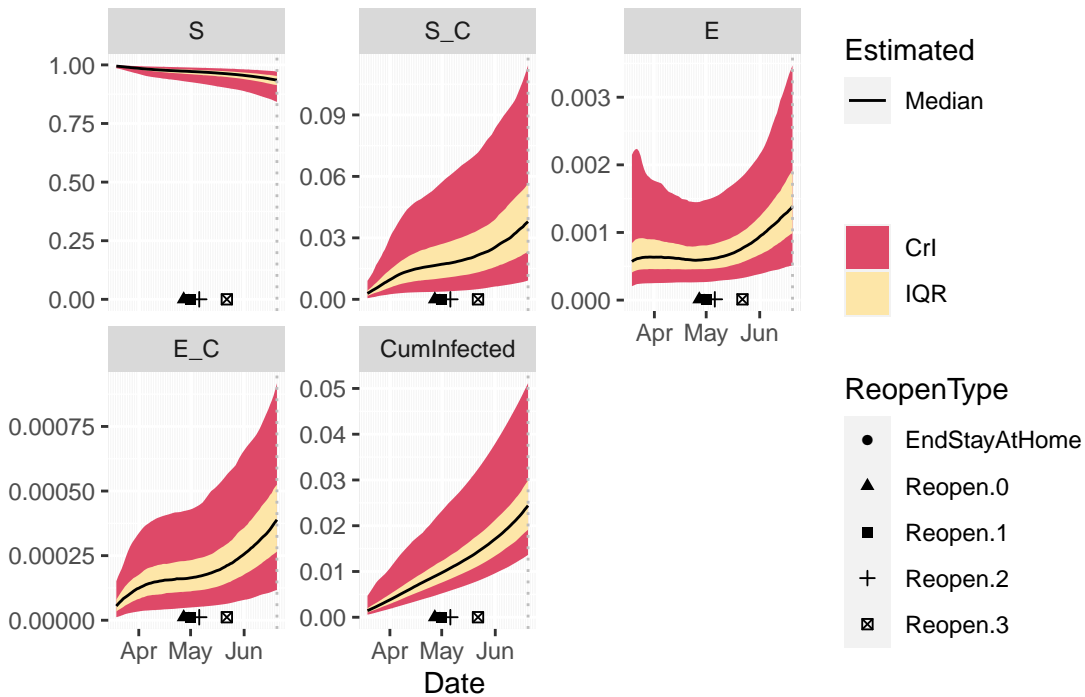 S
S_C
E
1.00
0.75
0.50
0.25
0.00
0.09
0.06
0.03
0.00
0.003
0.002
0.001
0.000
Apr May Jun
E_C
CumInfected
0.00075
0.00050
0.00025
0.00000
0.05
0.04
0.03
0.02
0.01
0.00
Apr May Jun
Apr May Jun
Date
Estimated
Median
CrI
IQR
ReopenType
EndStayAtHome
Reopen.0
Reopen.1
Reopen.2
Reopen.3